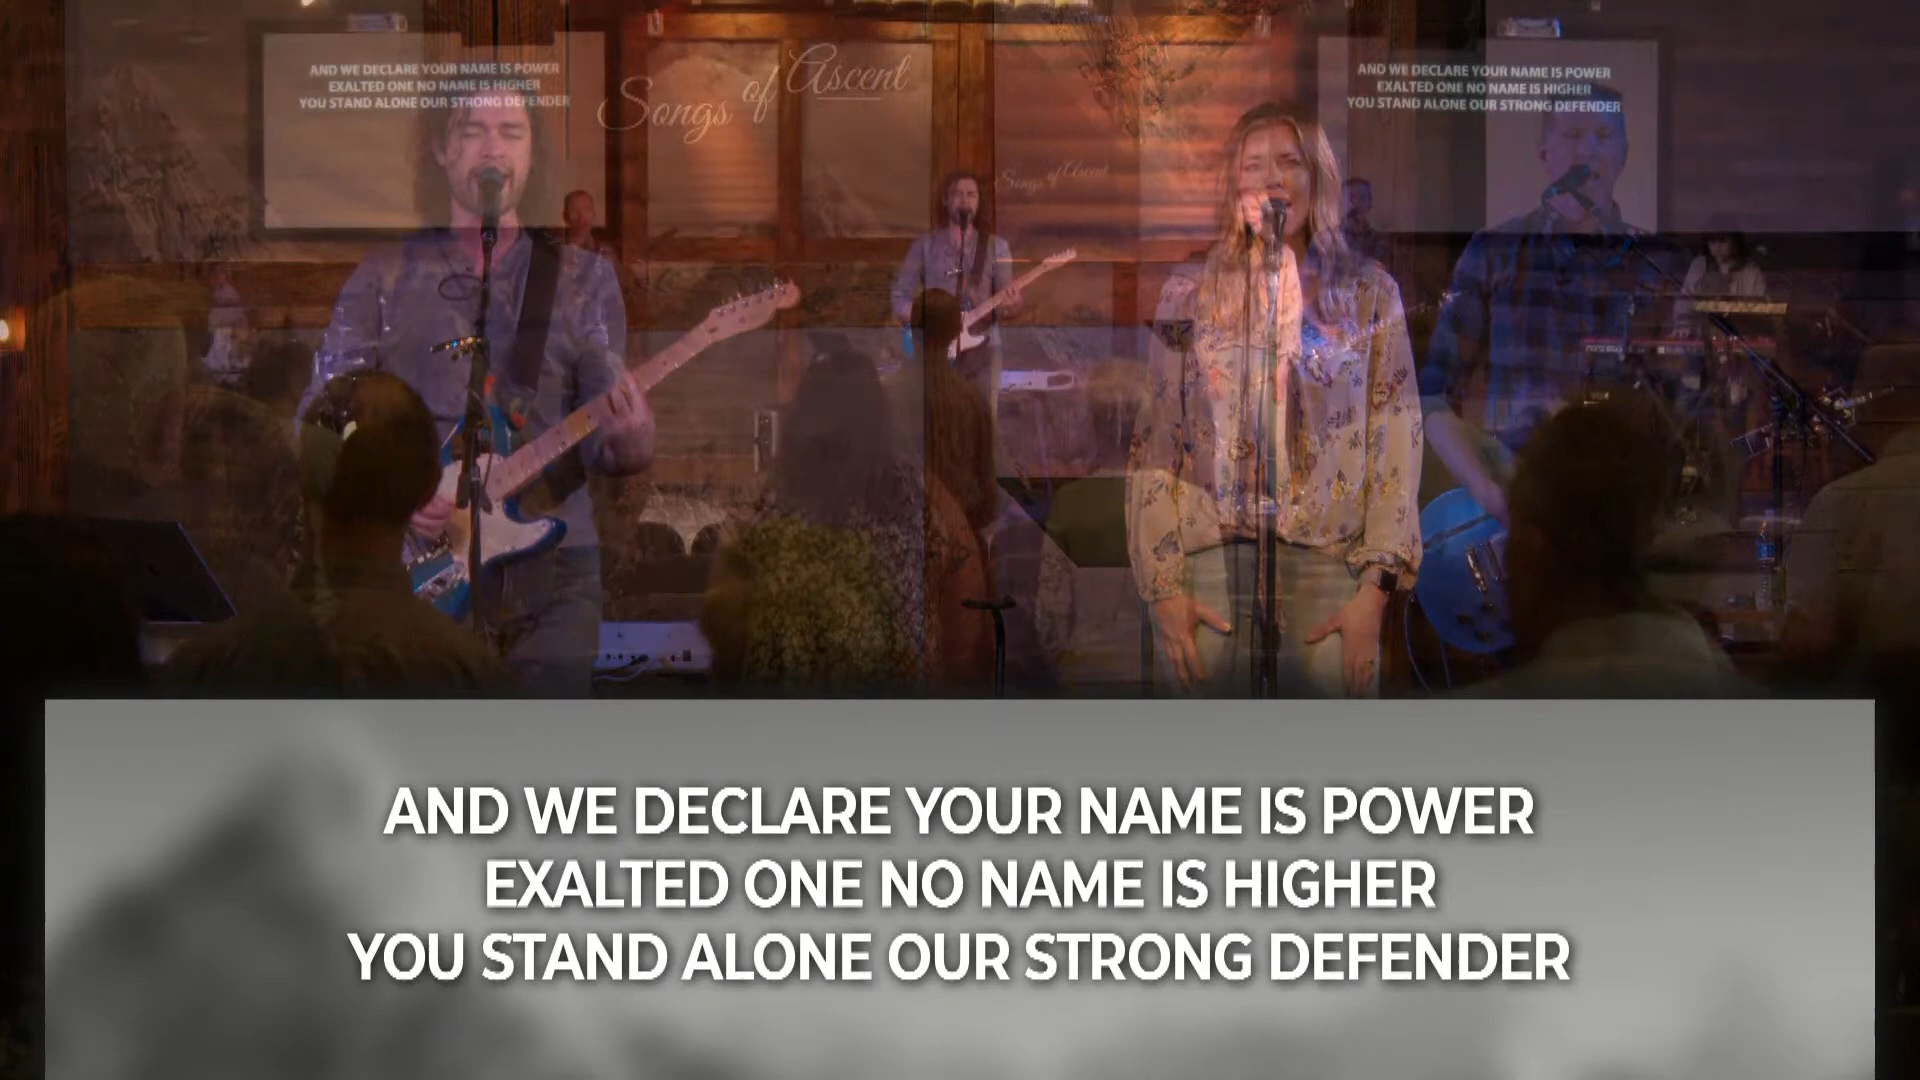 AND WE DECLARE YOUR NAME IS POWER
EXALTED ONE NO NAME IS HIGHER
YOU STAND ALONE OUR STRONG DEFENDER
Songs of Ascent
Songs of Ascent
AND WE DECLARE YOUR NAME IS POWER
EXALTED ONE NO NAME IS HIGHER
YOU STAND ALONE OUR STRONG DEFENDER
AND WE DECLARE YOUR NAME IS POWER
EXALTED ONE NO NAME IS HIGHER
YOU STAND ALONE OUR STRONG DEFENDER